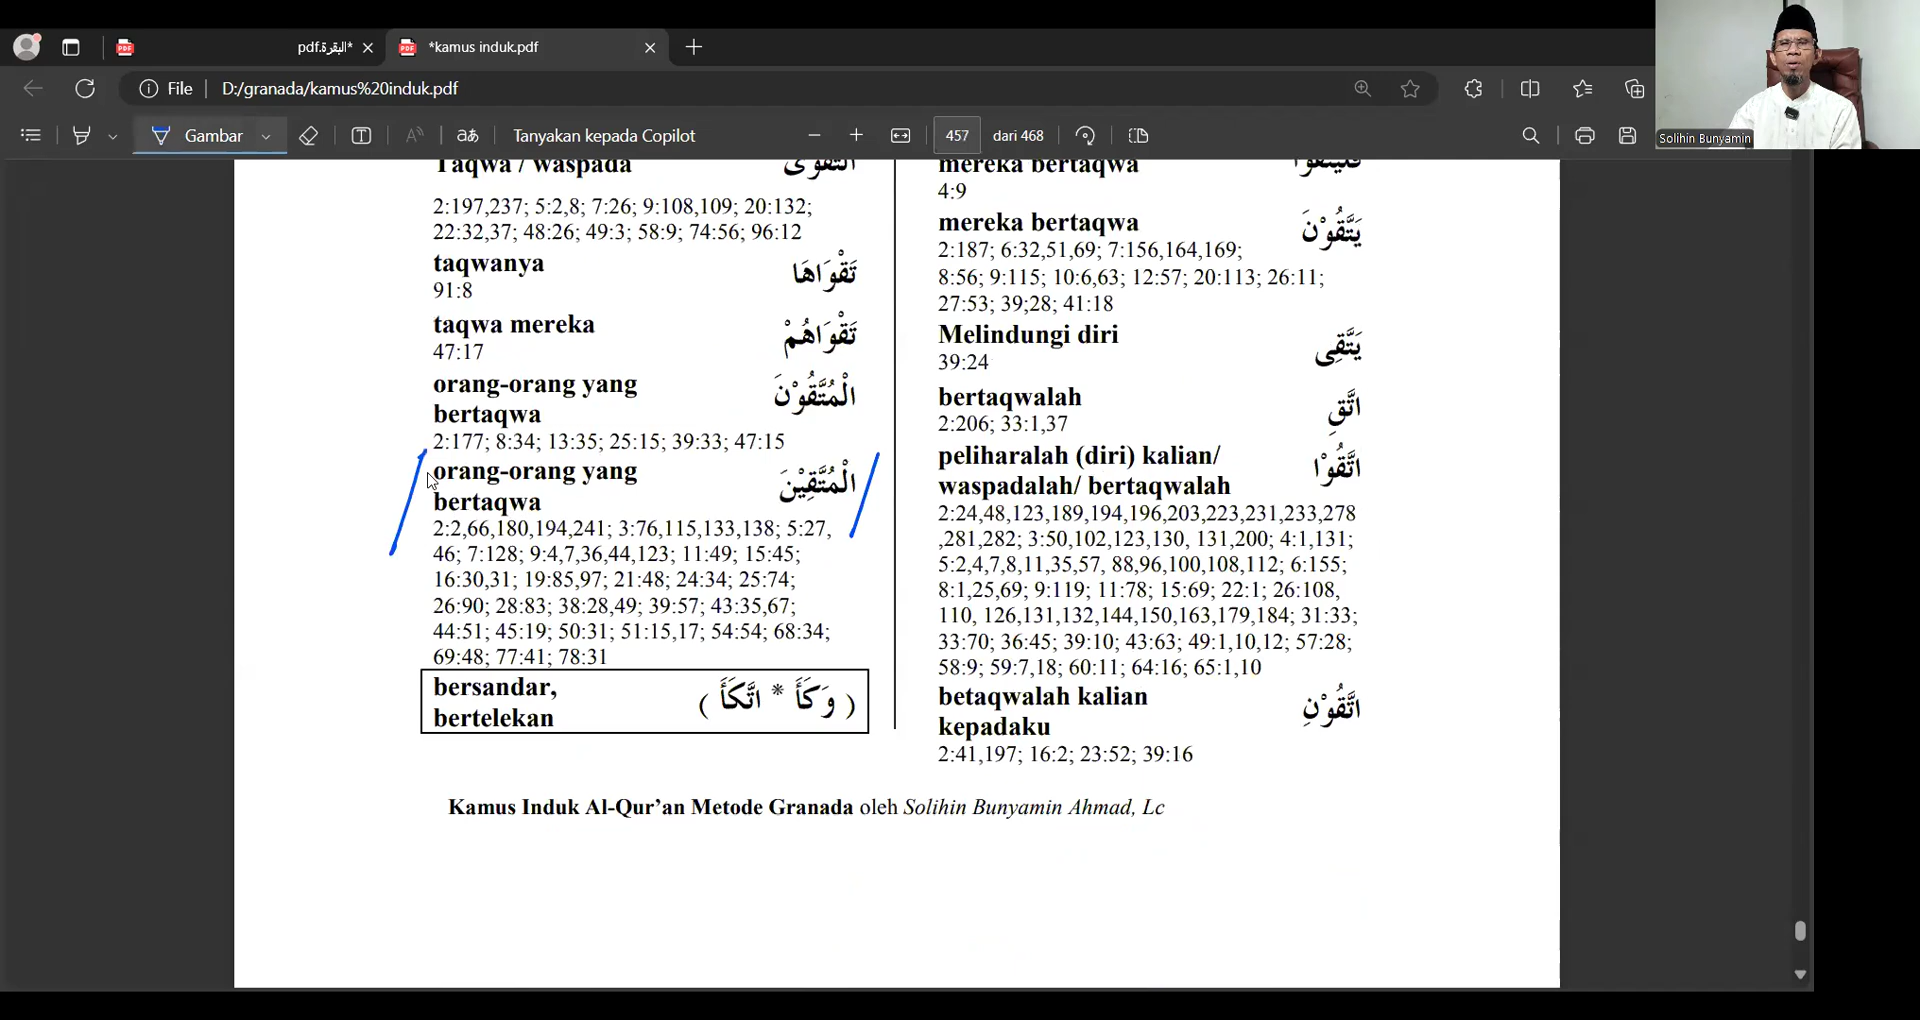 البقرة.pdf*
*kamus induk.pdf
File
D:/granada/kamus%20induk.pdf
Gambar
Tanyakan kepada Copilot
457
dari 468
Solihin Bunyamin
Taqwa / waspada التَّقْوَى
2:197,237; 5:2,8; 7:26; 9:108,109; 20:132;
22:32,37; 48:26; 49:3; 58:9; 74:56; 96:12
taqwanya تَقْوَاهَا
91:8
taqwa mereka تَقْوَاهُمْ
47:17
orang-orang yang الْمُتَّقُوْنَ
bertaqwa
2:177; 8:34; 13:35; 25:15; 39:33; 47:15
orang-orang yang الْمُتَّقِيْنَ
bertaqwa
2:2,66,180,194,241; 3:76,115,133,138; 5:27,
46; 7:128; 9:4,7,36,44,123; 11:49; 15:45;
16:30,31; 19:85,97; 21:48; 24:34; 25:74;
26:90; 28:83; 38:28,49; 39:57; 43:35,67;
44:51; 45:19; 50:31; 51:15,17; 54:54; 68:34;
69:48; 77:41; 78:31
bersandar, ( وَكَأَ * اتَّكَأَ )
bertelekan
mereka bertaqwa
4:9
mereka bertaqwa يَتَّقُوْنَ
2:187; 6:32,51,69; 7:156,164,169;
8:56; 9:115; 10:6,63; 12:57; 20:113; 26:11;
27:53; 39;28; 41:18
Melindungi diri يَتَّقِى
39:24
bertaqwalah اتَّقِ
2:206; 33:1,37
peliharalah (diri) kalian/ اتَّقُوْا
waspadalah/ bertaqwalah
2:24,48,123,189,194,196,203,223,231,233,278
,281,282; 3:50,102,123,130, 131,200; 4:1,131;
5:2,4,7,8,11,35,57, 88,96,100,108,112; 6:155;
8:1,25,69; 9:119; 11:78; 15:69; 22:1; 26:108,
110, 126,131,132,144,150,163,179,184; 31:33;
33:70; 36:45; 39:10; 43:63; 49:1,10,12; 57:28;
58:9; 59:7,18; 60:11; 64:16; 65:1,10
betaqwalah kalian اتَّقُوْنِ
kepadaku
2:41,197; 16:2; 23:52; 39:16
Kamus Induk Al-Qur’an Metode Granada oleh Solihin Bunyamin Ahmad, Lc